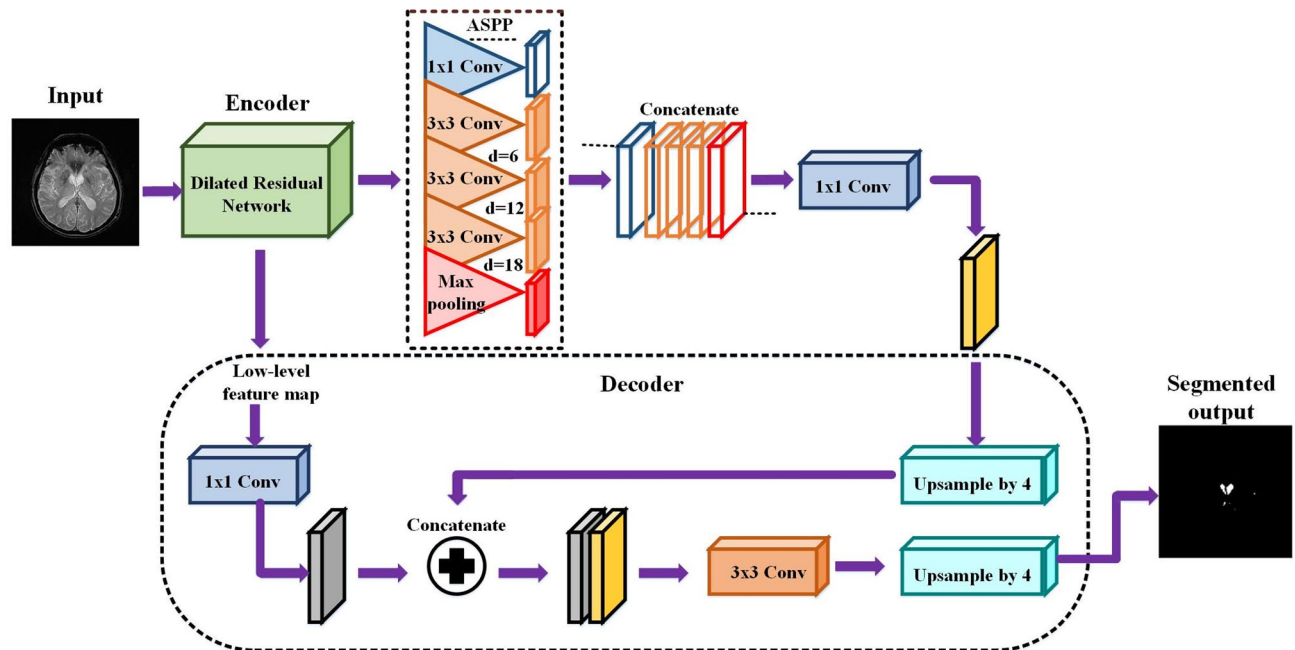 ASPP
1x1 Conv
Input
Encoder
3x3 Conv
Concatenate
d=6
Dilated Residual
Network
3x3 Conv
1x1 Conv
d=12
3x3 Conv
d=18
Max
pooling
Low-level
feature map
Decoder
Segmented
output
1x1 Conv
Upsample by 4
Concatenate
3x3 Conv
Upsample by 4